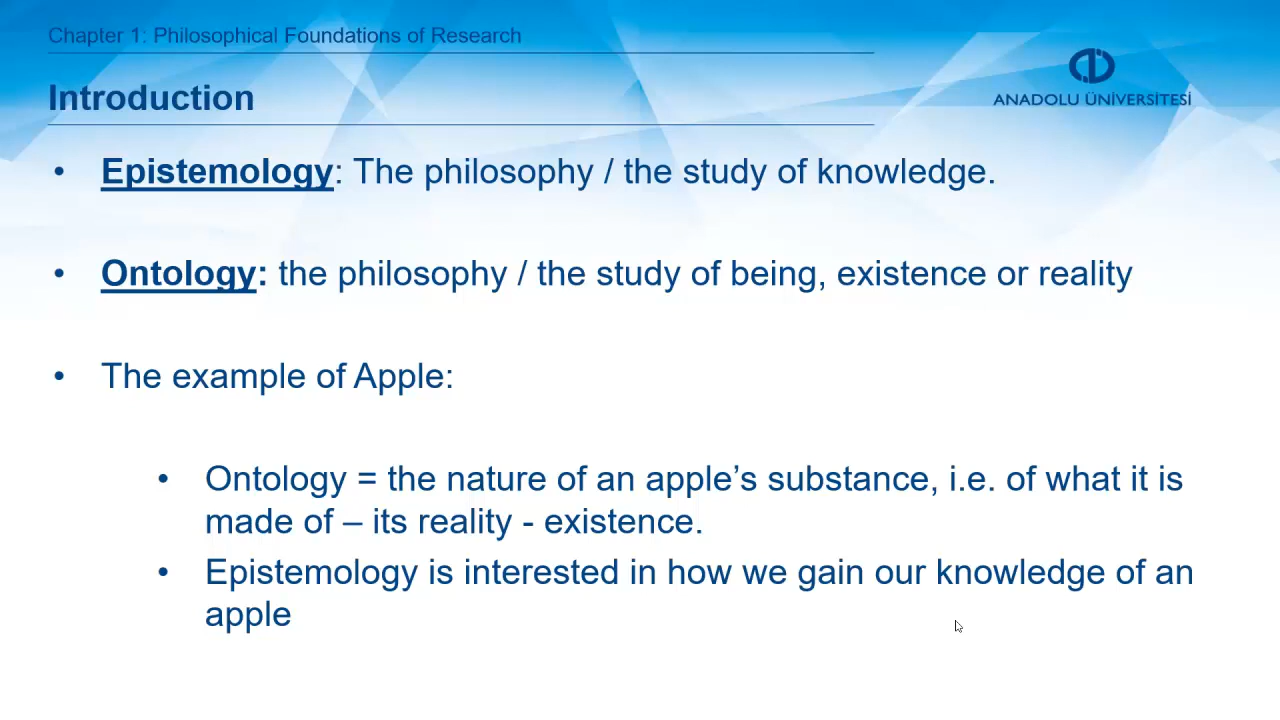 Chapter 1: Philosophical Foundations of Research
Introduction
ANADOLU ÜNİVERSİTESİ
• Epistemology: The philosophy / the study of knowledge.
• Ontology: the philosophy / the study of being, existence or reality
• The example of Apple:
• Ontology = the nature of an apple’s substance, i.e. of what it is
made of – its reality - existence.
• Epistemology is interested in how we gain our knowledge of an
apple